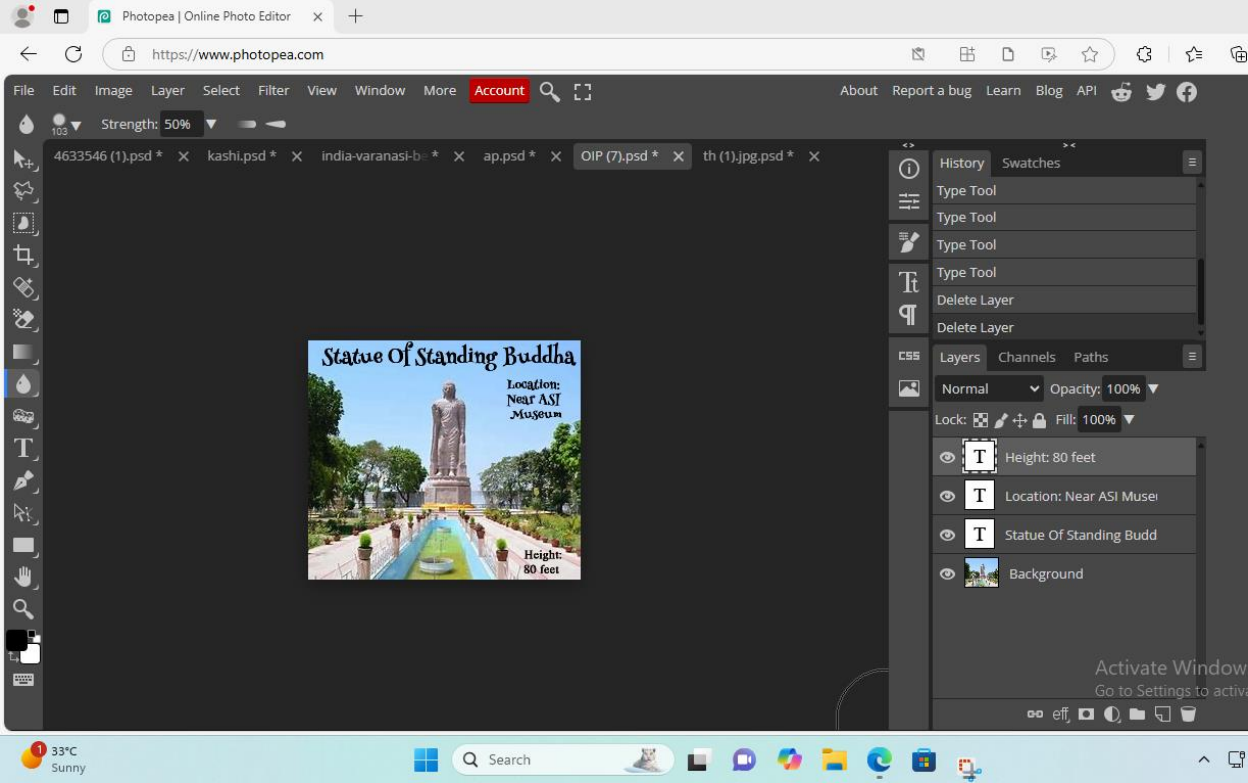 Photopea | Online Photo Editor
https://www.photopea.com
File Edit Image Layer Select Filter View Window More Account About Report a bug Learn Blog API
103 Strength: 50%
4633546 (1).psd * kashi.psd * india-varanasi-be * ap.psd * OIP (7).psd * th (1).jpg.psd *
History Swatches
Type Tool
Type Tool
Type Tool
Type Tool
Delete Layer
Delete Layer
CSS
Layers Channels Paths
Normal Opacity: 100%
Lock: Fill: 100%
Height: 80 feet
Location: Near ASI Muse
Statue Of Standing Budd
Background
Statue Of Standing Buddha
Location:
Near ASI
Museum
Height:
80 feet
Activate Window
Go to Settings to activa
eff
1 33°C
Sunny
Search